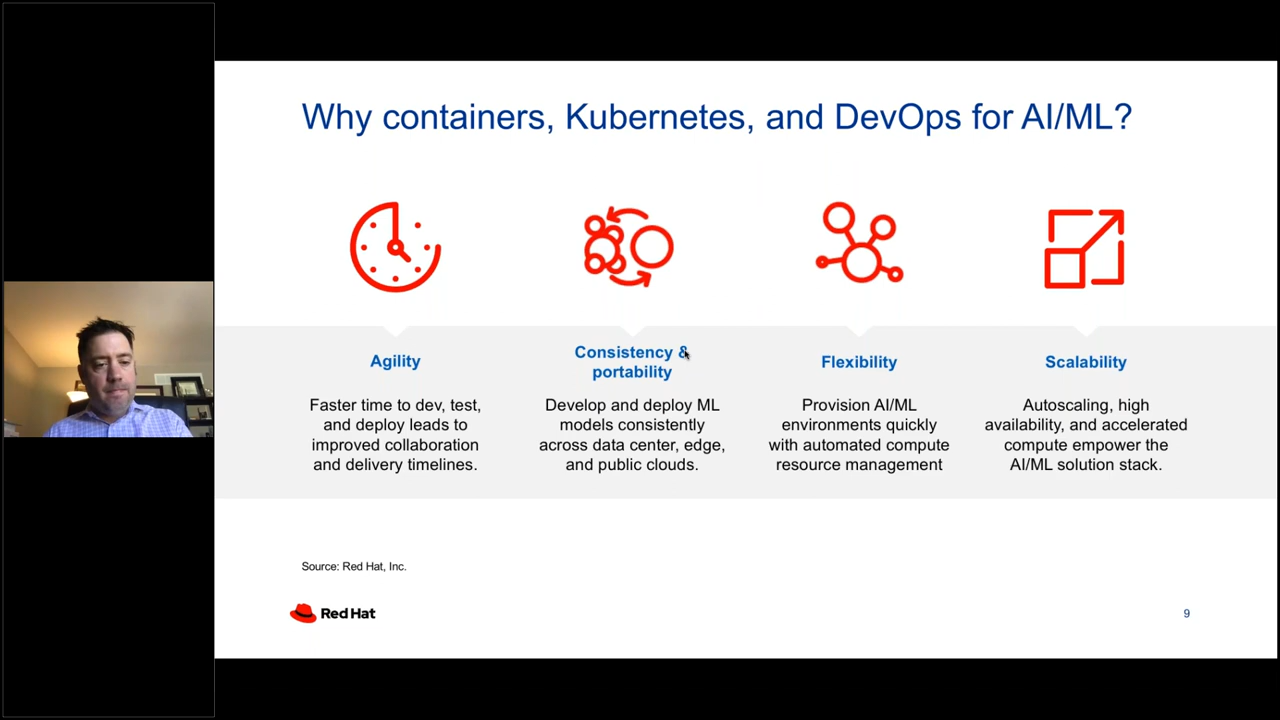 Why containers, Kubernetes, and DevOps for AI/ML?
Agility
Faster time to dev, test,
and deploy leads to
improved collaboration
and delivery timelines.
Consistency &
portability
Develop and deploy ML
models consistently
across data center, edge,
and public clouds.
Flexibility
Provision AI/ML
environments quickly
with automated compute
resource management
Scalability
Autoscaling, high
availability, and accelerated
compute empower the
AI/ML solution stack.
Source: Red Hat, Inc.
Red Hat
9